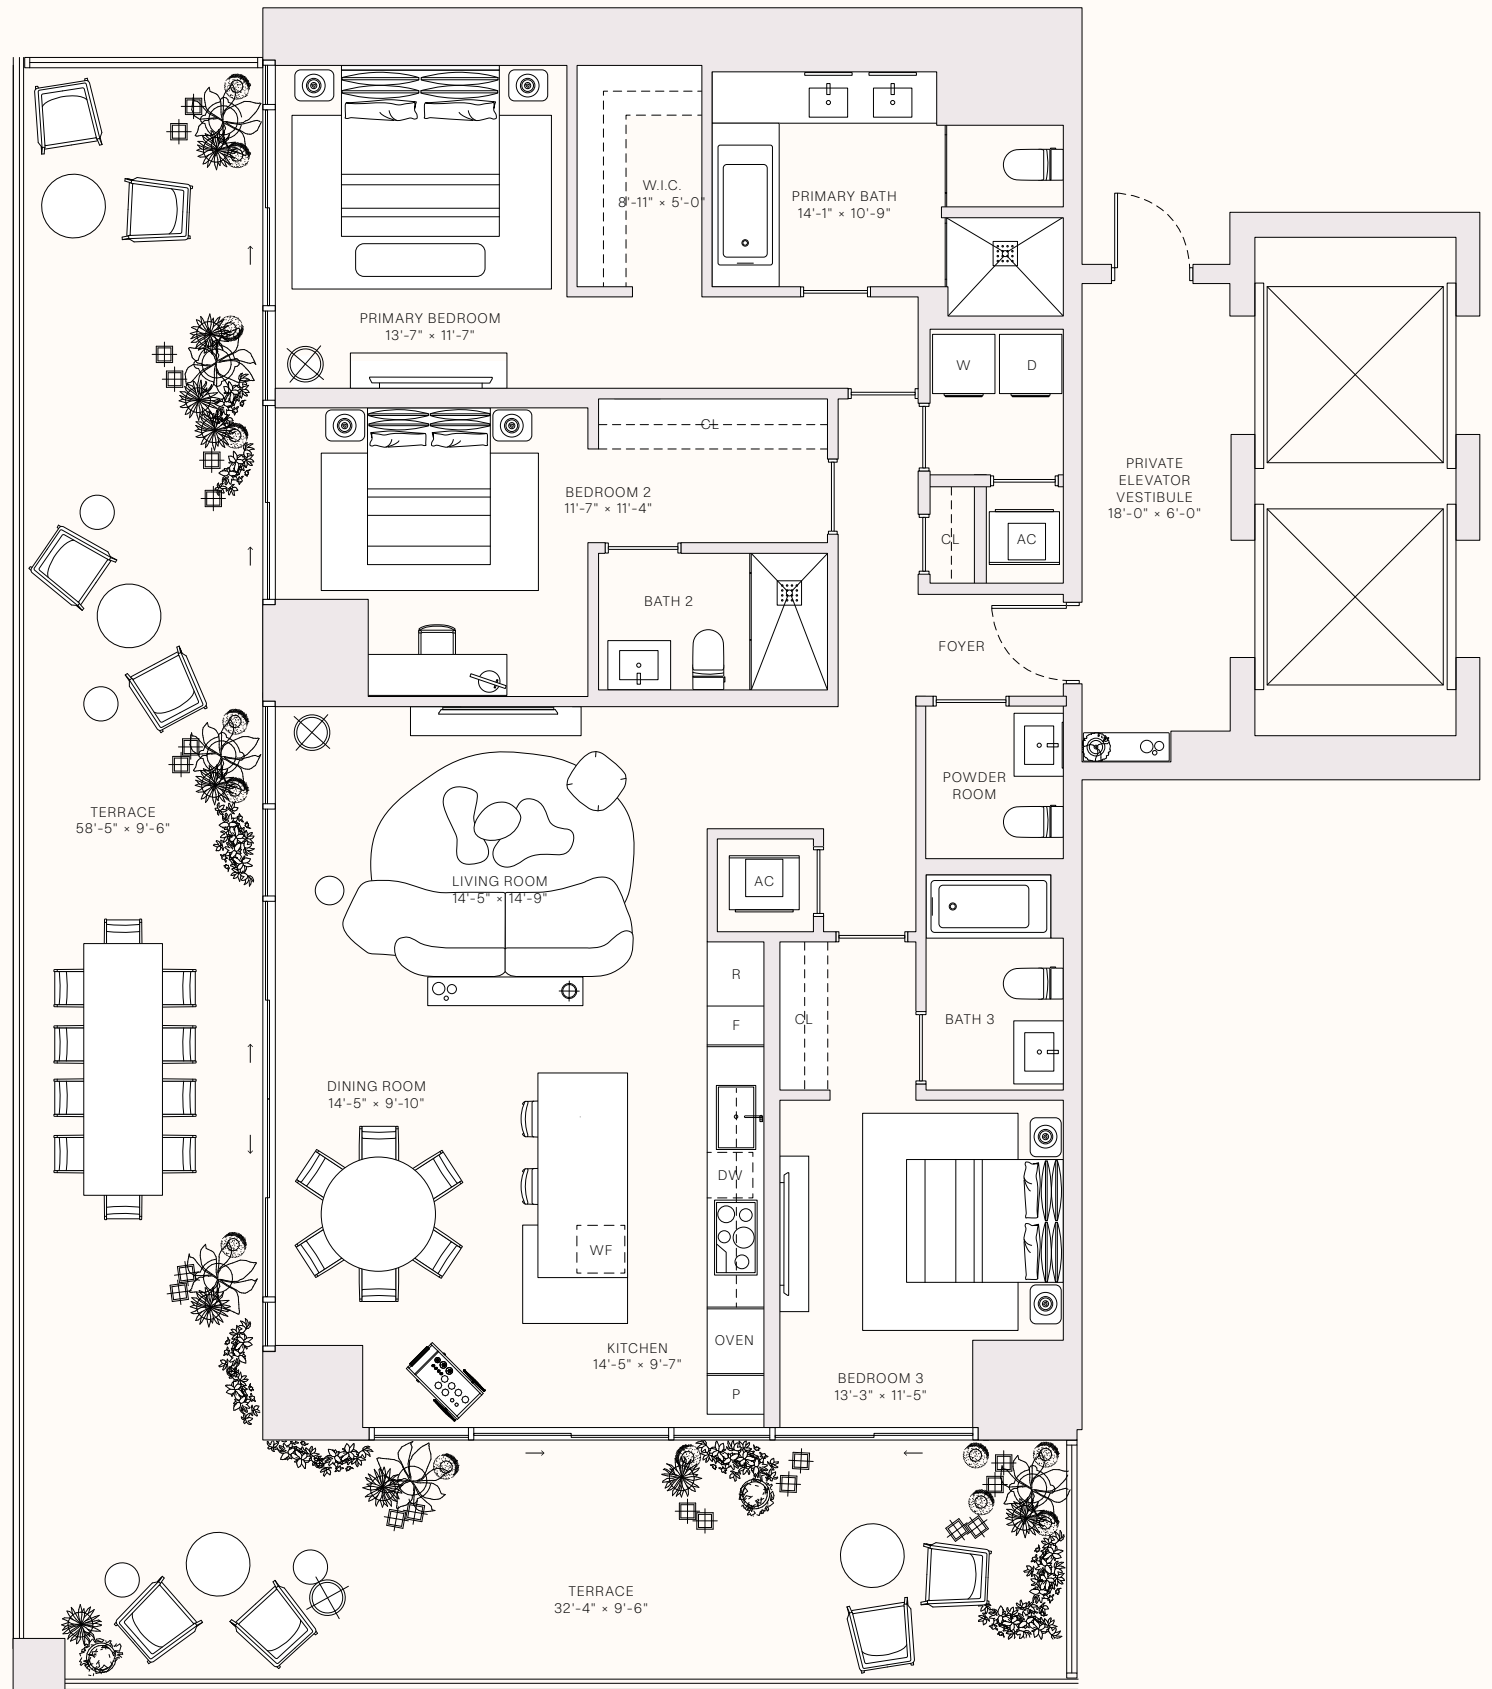 W.I.C.
8'-11" × 5'-0"
PRIMARY BATH
14'-1" × 10'-9"
PRIMARY BEDROOM
13'-7" × 11'-7"
W
D
CL
BEDROOM 2
11'-7" × 11'-4"
PRIVATE
ELEVATOR
VESTIBULE
18'-0" × 6'-0"
CL
AC
BATH 2
FOYER
POWDER
ROOM
TERRACE
58'-5" × 9'-6"
LIVING ROOM
14'-5" × 14'-9"
AC
R
F
CL
BATH 3
DINING ROOM
14'-5" × 9'-10"
DW
WF
OVEN
KITCHEN
14'-5" × 9'-7"
P
BEDROOM 3
13'-3" × 11'-5"
TERRACE
32'-4" × 9'-6"